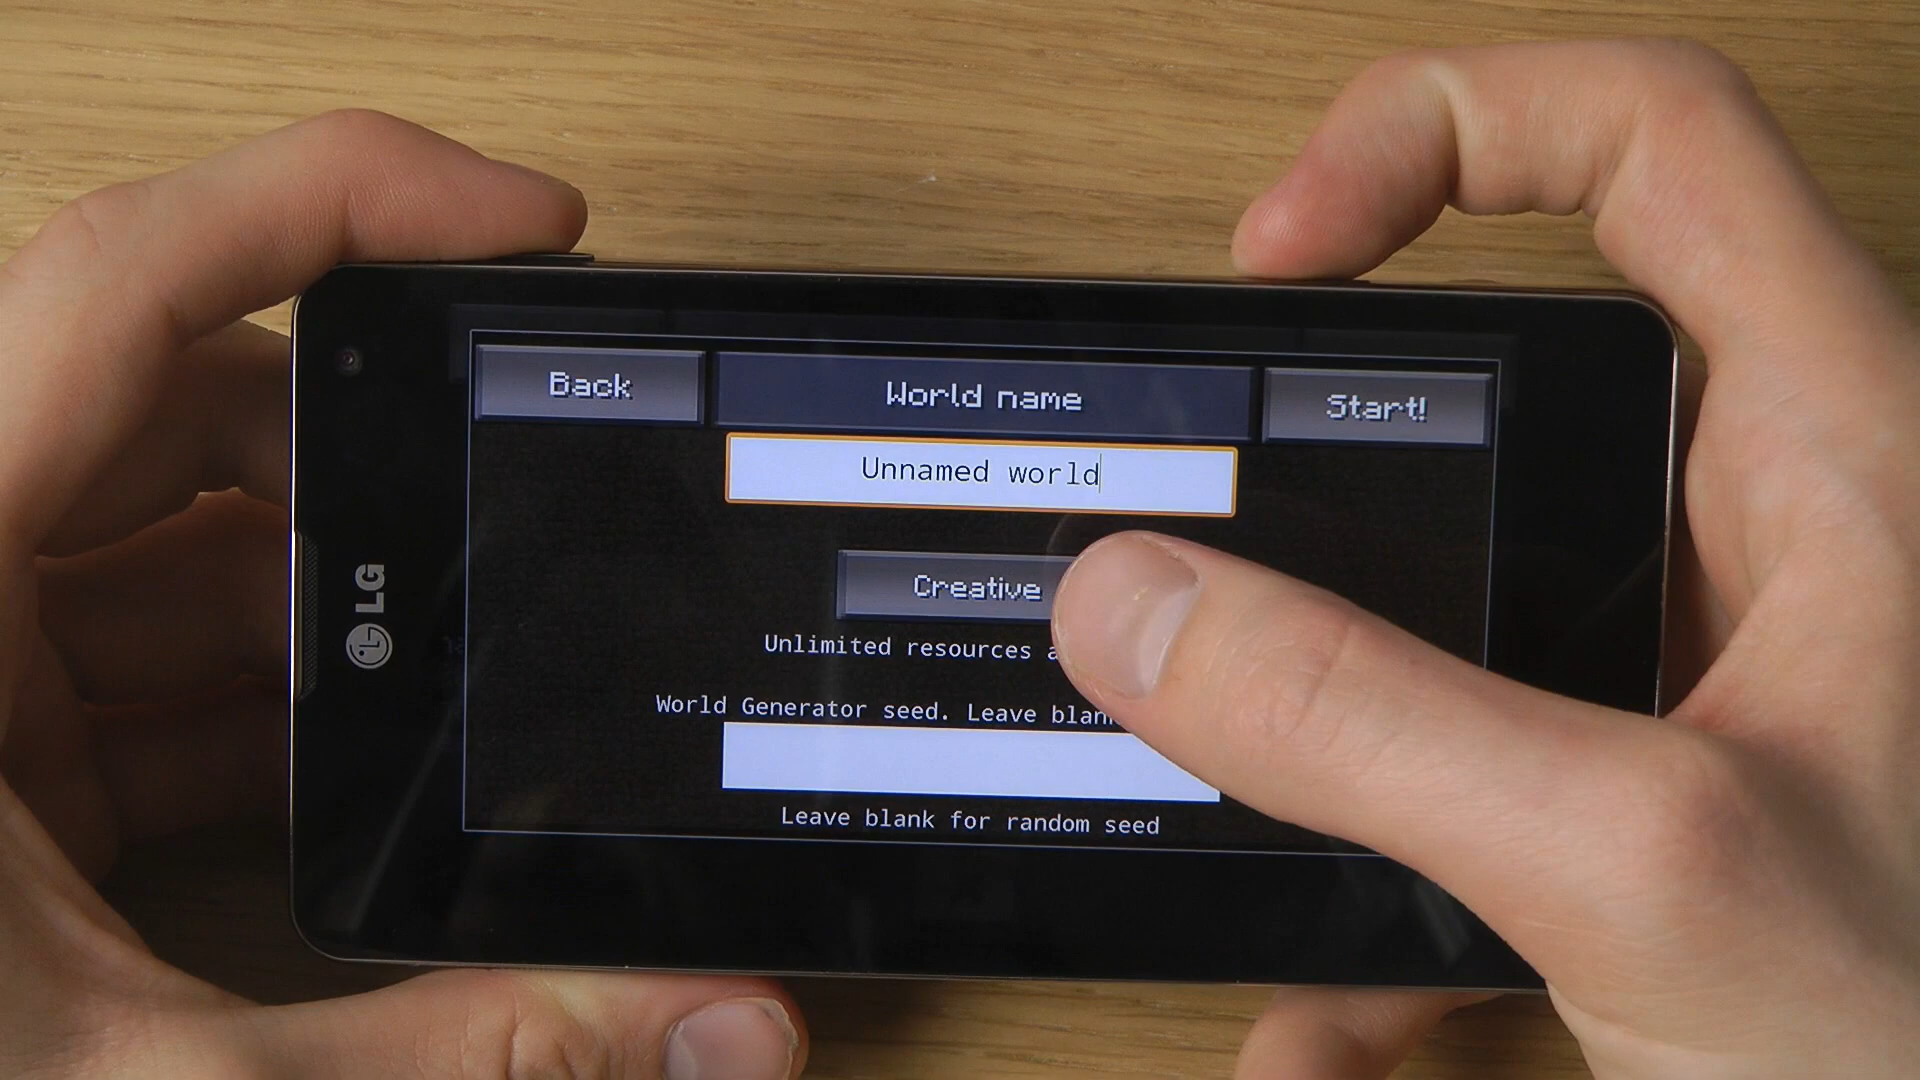 Back
World name
Start!
Unnamed world
Creative
Unlimited resources
World Generator seed. Leave
Leave blank for random seed
LG